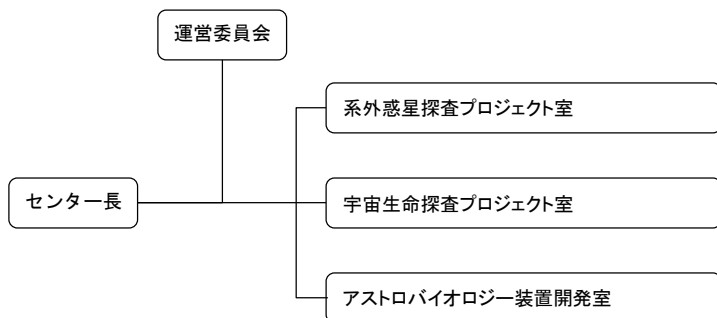 運営委員会
系外惑星探査プロジェクト室
センター長
宇宙生命探査プロジェクト室
アストロバイオロジー装置開発室